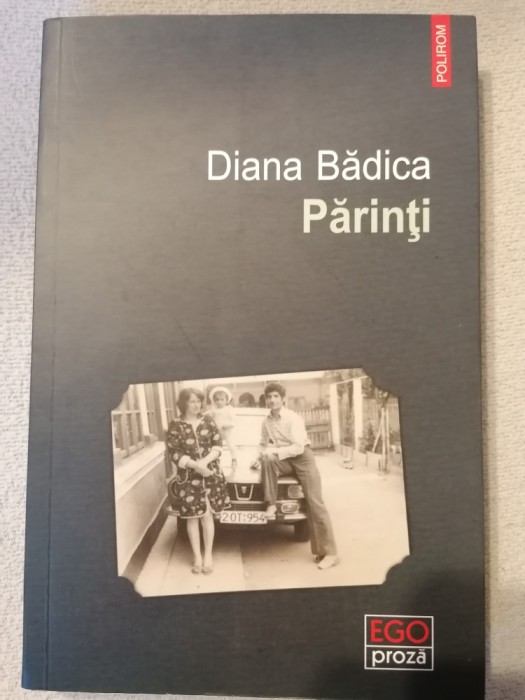 POLIROM
Diana Bădica
Părinţi
2OT:954
EGO
proză